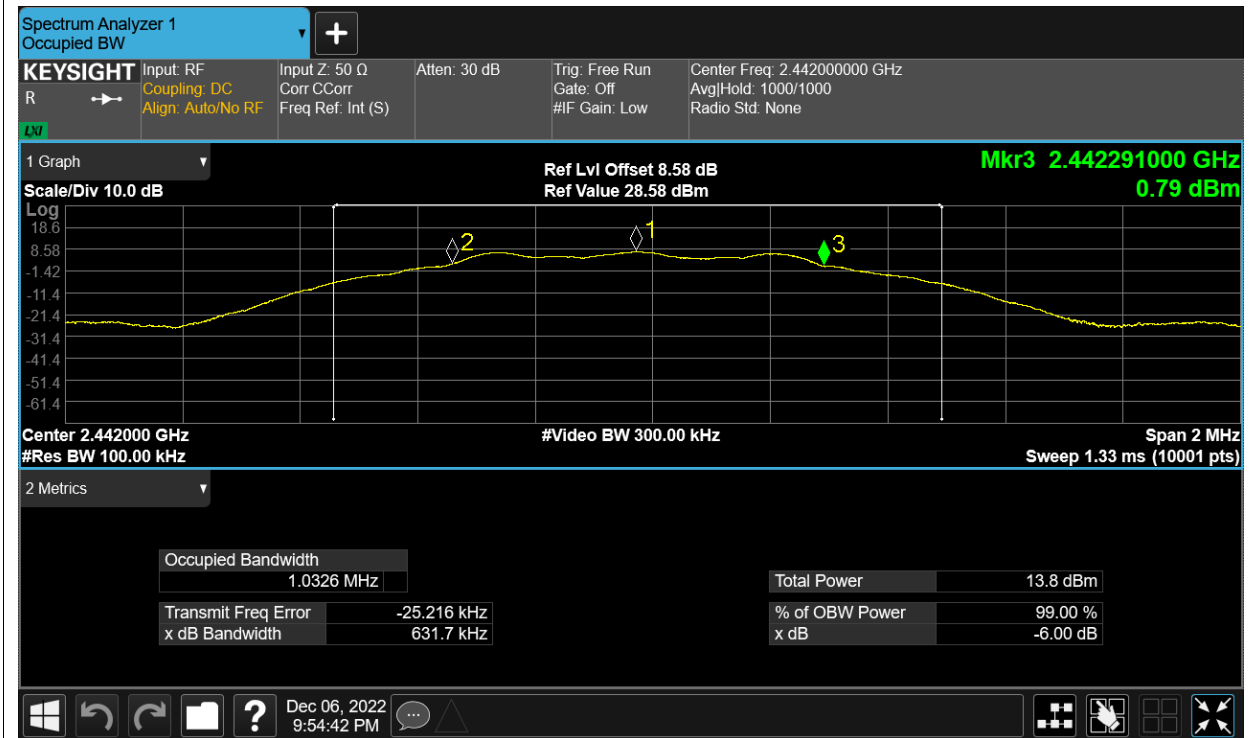 Spectrum Analyzer 1
Occupied BW
KEYSIGHT
R
LXI
Input: RF
Coupling: DC
Align: Auto/No RF
Input Z: 50 Ω
Corr CCorr
Freq Ref: Int (S)
Atten: 30 dB
Trig: Free Run
Gate: Off
#IF Gain: Low
Center Freq: 2.442000000 GHz
Avg|Hold: 1000/1000
Radio Std: None
1 Graph
Scale/Div 10.0 dB
Ref Lvl Offset 8.58 dB
Ref Value 28.58 dBm
Mkr3 2.442291000 GHz
0.79 dBm
Log
18.6
8.58
-1.42
-11.4
-21.4
-31.4
-41.4
-51.4
-61.4
2
1
3
Center 2.442000 GHz
#Video BW 300.00 kHz
Span 2 MHz
#Res BW 100.00 kHz
Sweep 1.33 ms (10001 pts)
2 Metrics
Occupied Bandwidth
1.0326 MHz
Transmit Freq Error -25.216 kHz
x dB Bandwidth 631.7 kHz
Total Power 13.8 dBm
% of OBW Power 99.00 %
x dB -6.00 dB
?
Dec 06, 2022
9:54:42 PM